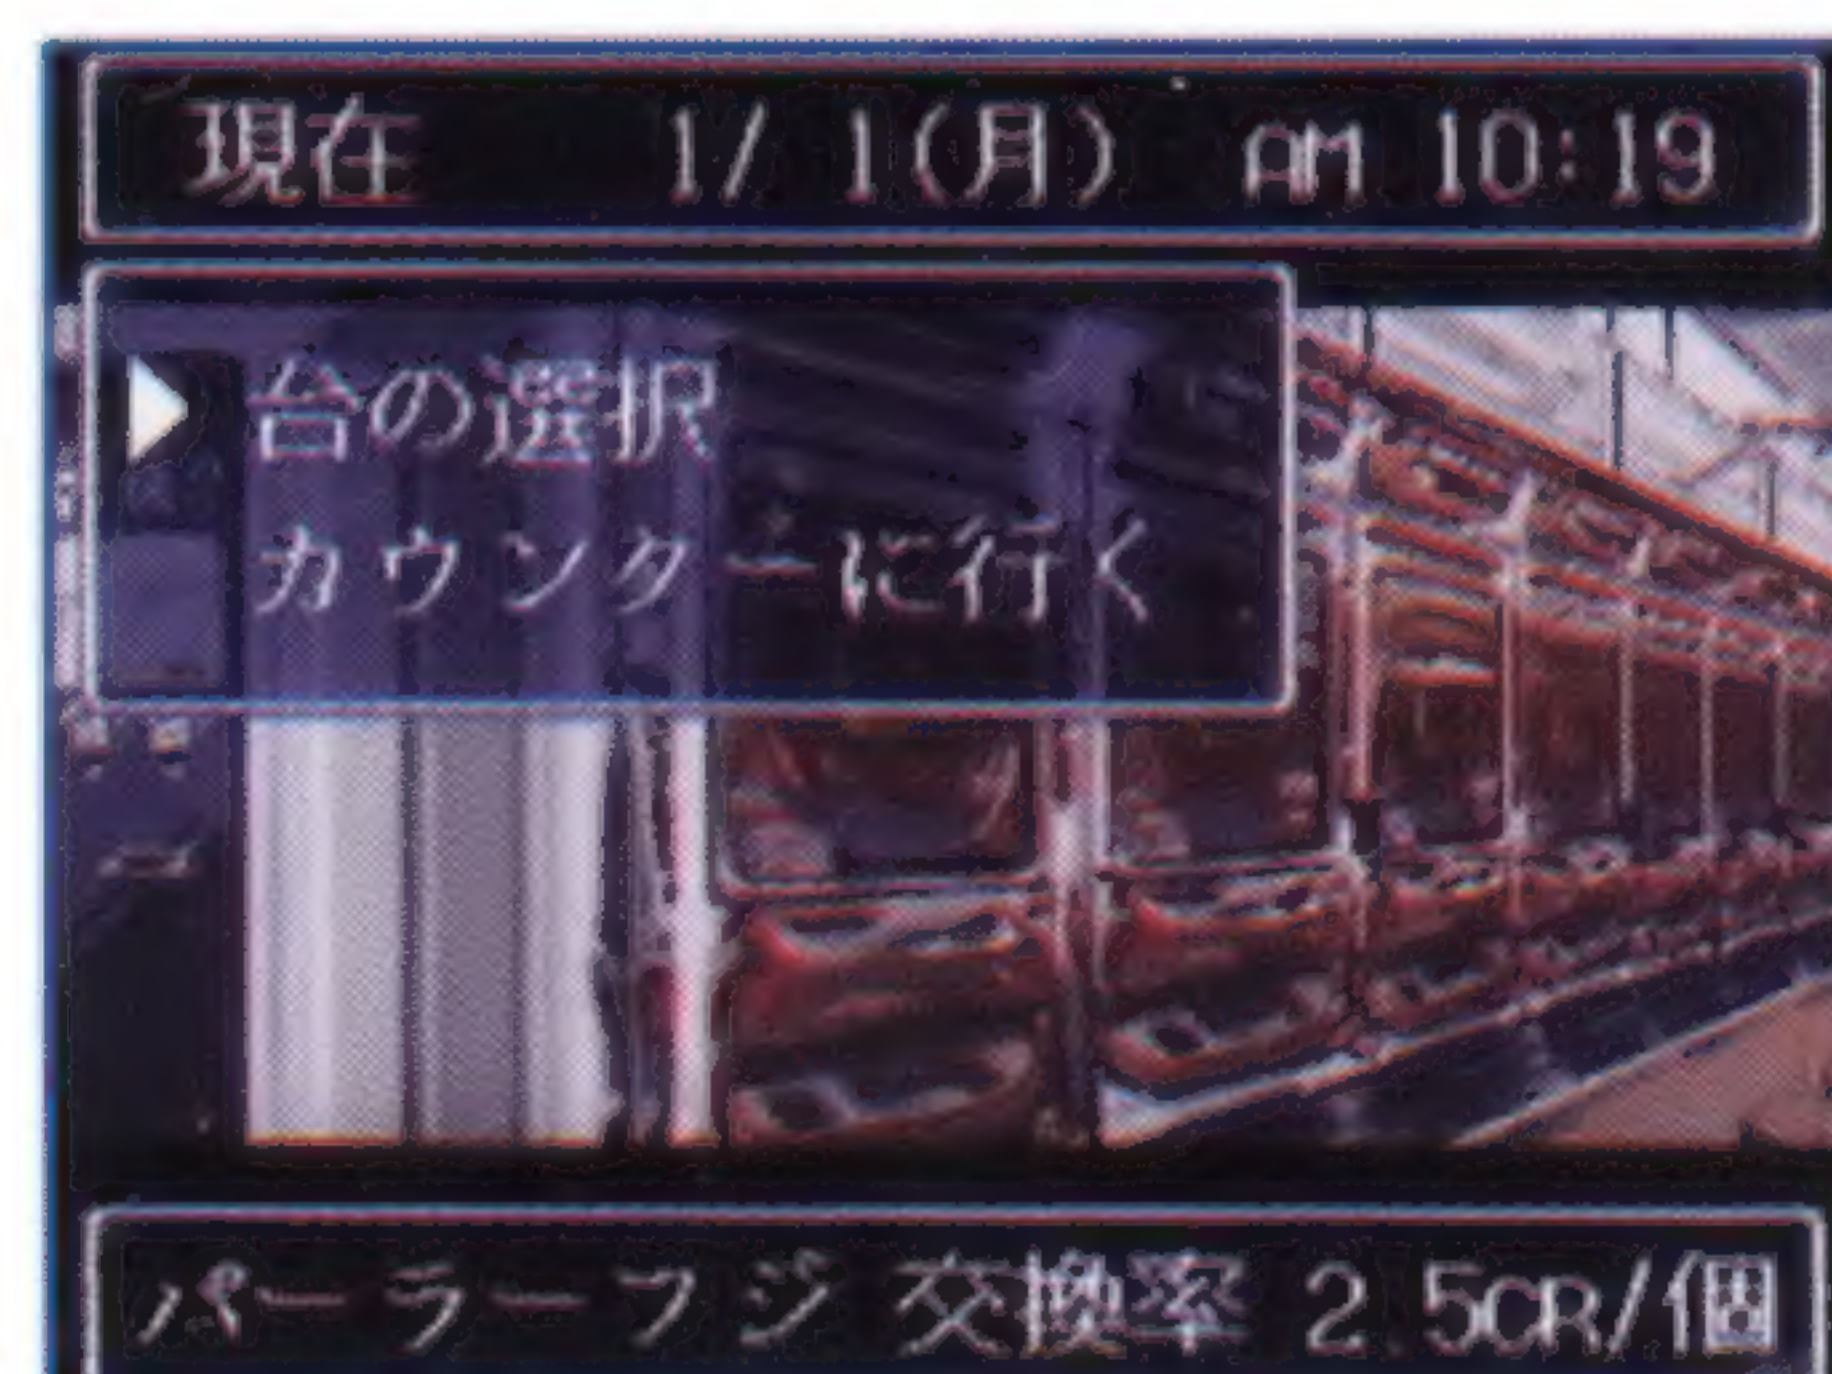 現在 1/ 1(月) AM 10:19
▶台の選択
カウンターに行く
パーラーフジ 交換率 2.5CR/個